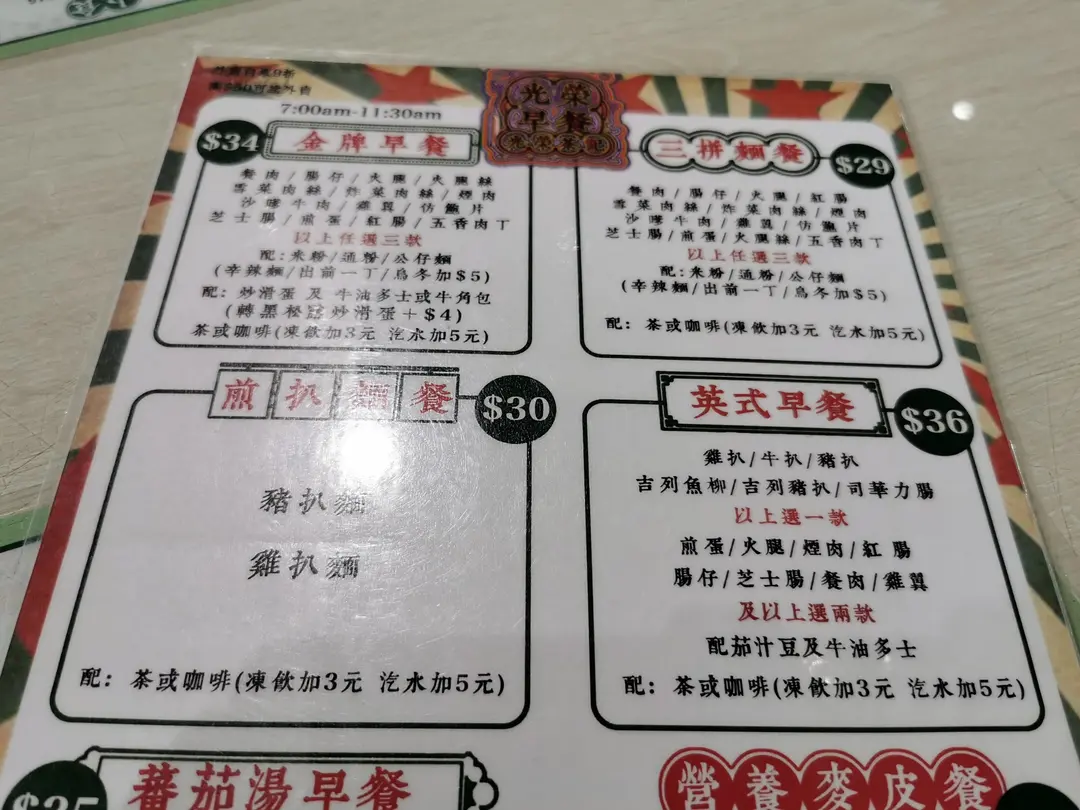 7:00am-11:30am
光榮
早餐
$34
金牌早餐
餐肉/腸仔/火腿/火腿絲
雪菜肉絲/炸菜肉絲/煙肉
沙嗲牛肉/雞翼/仿鮑片
芝士腸/煎蛋/紅腸/五香肉丁
以上任選三款
配:米粉/通粉/公仔麵
(辛辣麵/出前一丁/烏冬加$5)
配: 炒滑蛋 及 牛油多士或牛角包
(轉黑松露炒滑蛋+$4)
茶或咖啡(凍飲加3元 汽水加5元)
三拼麵餐
$29
餐肉/腸仔/火腿/紅腸
雪菜肉絲/炸菜肉絲/煙肉
沙嗲牛肉/雞翼/仿鮑片
芝士腸/煎蛋/火腿絲/五香肉丁
以上任選三款
配:米粉/通粉/公仔麵
(辛辣麵/出前一丁/烏冬加$5)
配: 茶或咖啡(凍飲加3元 汽水加5元)
煎扒麵餐
$30
豬扒麵
雞扒麵
配: 茶或咖啡(凍飲加3元 汽水加5元)
英式早餐
$36
雞扒/牛扒/豬扒
吉列魚柳/吉列豬扒/司華力腸
以上選一款
煎蛋/火腿/煙肉/紅腸
腸仔/芝士腸/餐肉/雞翼
及以上選兩款
配茄汁豆及牛油多士
配: 茶或咖啡(凍飲加3元 汽水加5元)
蕃茄湯早餐
營養麥皮餐